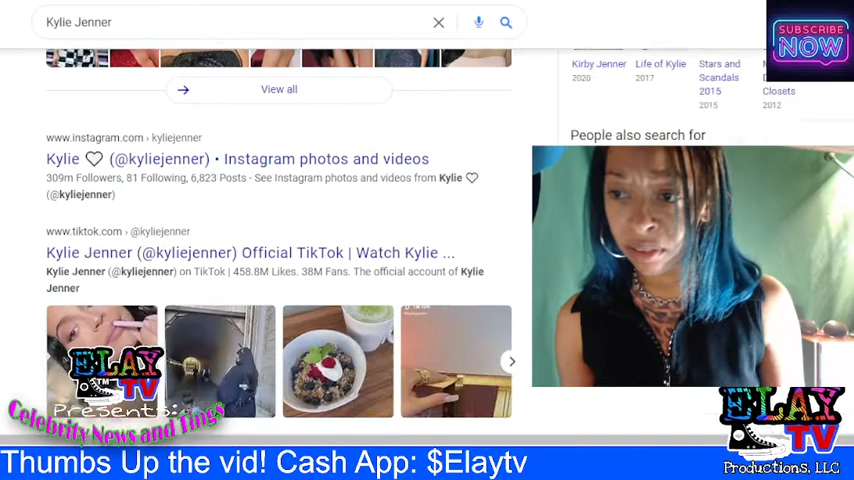 Kylie Jenner
SUBSCRIBE
NOW
View all
Kirby Jenner
2020
Life of Kylie
2017
Stars and
Scandals
2015
2015
Closets
2012
People also search for
www.instagram.com › kyliejenner
Kylie ♡ (@kyliejenner) • Instagram photos and videos
309m Followers, 81 Following, 6,823 Posts - See Instagram photos and videos from Kylie ♡
(@kyliejenner)
www.tiktok.com › @kyliejenner
Kylie Jenner (@kyliejenner) Official TikTok | Watch Kylie ...
Kylie Jenner (@kyliejenner) on TikTok | 458.8M Likes. 38M Fans. The official account of Kylie
Jenner
ELAY
TM
TV
Presents:
Celebrity News and Tings
ELAY
TV
Productions, LLC
Thumbs Up the vid! Cash App: $Elaytv